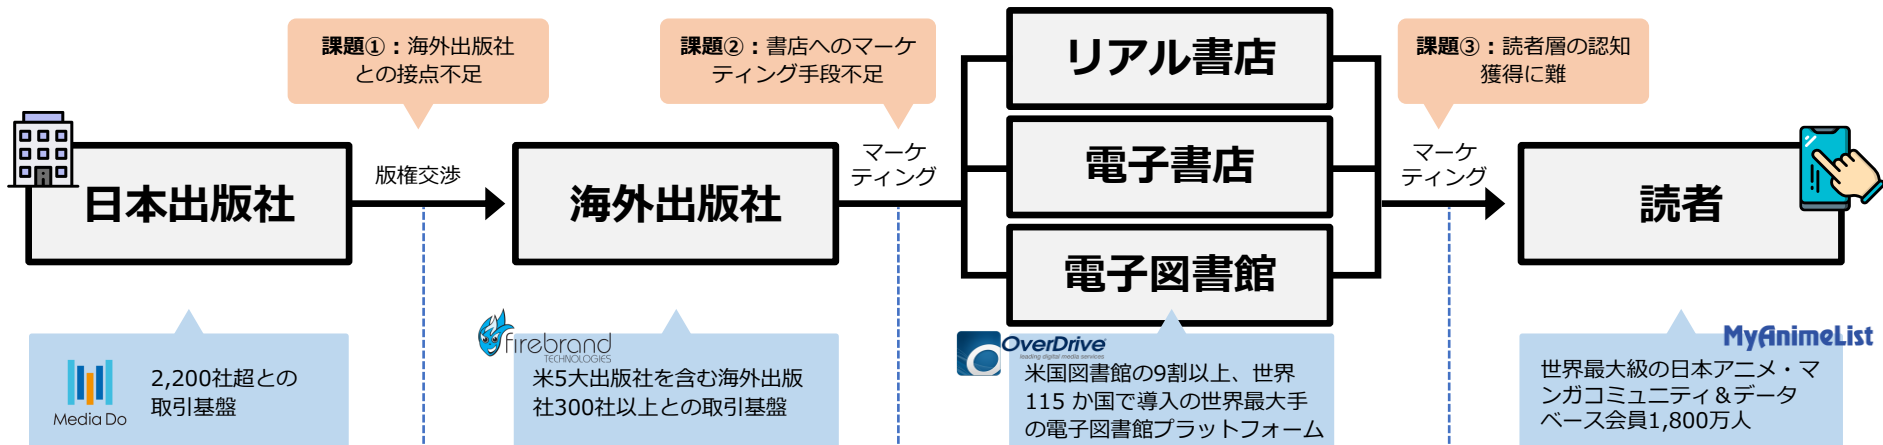 課題①：海外出版社
との接点不足
課題②：書店へのマーケ
ティング手段不足
課題③：読者層の認知
獲得に難
日本出版社
版権交渉
海外出版社
マーケ
ティング
リアル書店
電子書店
電子図書館
マーケ
ティング
読者
Media Do
2,200社超との
取引基盤
firebrand
TECHNOLOGIES
米5大出版社を含む海外出版
社300社以上との取引基盤
OverDrive
leading digital media services
米国図書館の9割以上、世界
115 か国で導入の世界最大手
の電子図書館プラットフォーム
MyAnimeList
世界最大級の日本アニメ・マ
ンガコミュニティ＆データ
ベース会員1,800万人